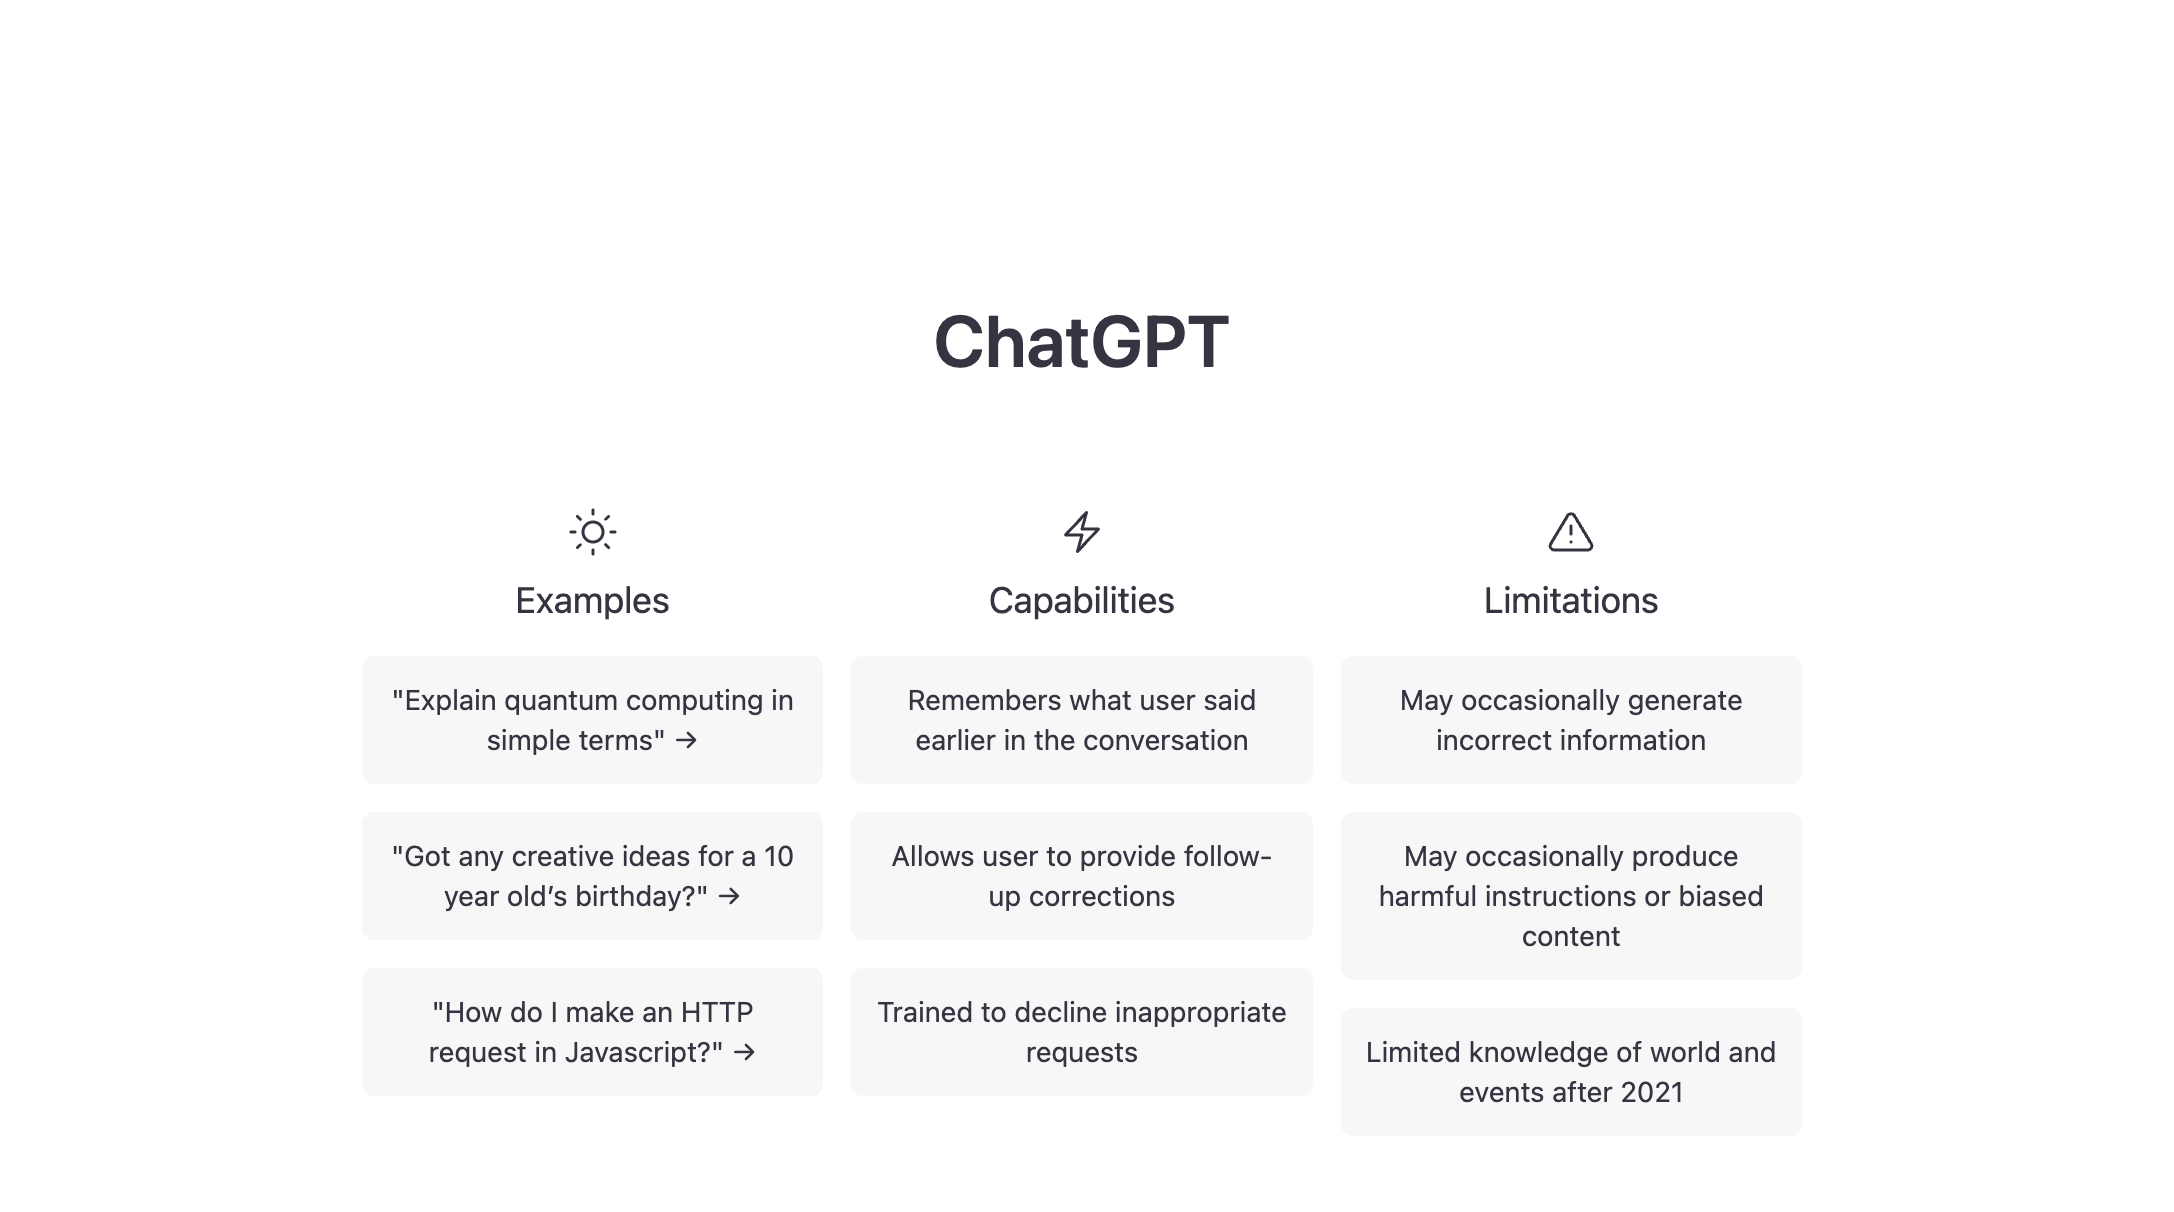 ChatGPT
Examples
"Explain quantum computing in
simple terms" →
"Got any creative ideas for a 10
year old’s birthday?" →
"How do I make an HTTP
request in Javascript?" →
Capabilities
Remembers what user said
earlier in the conversation
Allows user to provide follow-
up corrections
Trained to decline inappropriate
requests
Limitations
May occasionally generate
incorrect information
May occasionally produce
harmful instructions or biased
content
Limited knowledge of world and
events after 2021